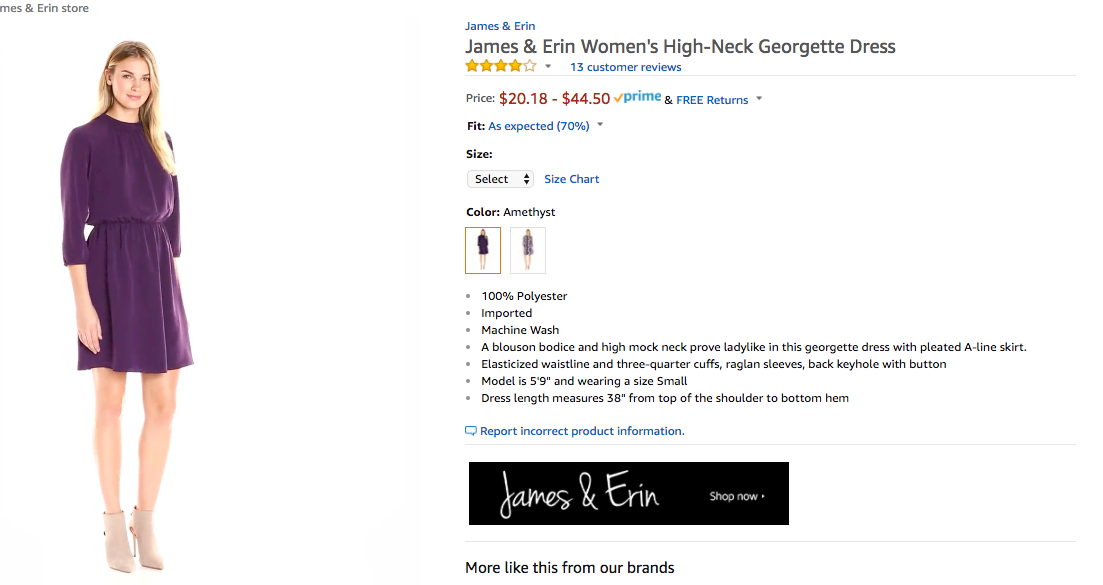 mes & Erin store
James & Erin
James & Erin Women's High-Neck Georgette Dress
13 customer reviews
Price: $20.18 - $44.50 prime & FREE Returns
Fit: As expected (70%)
Size:
Select Size Chart
Color: Amethyst
100% Polyester
Imported
Machine Wash
A blouson bodice and high mock neck prove ladylike in this georgette dress with pleated A-line skirt.
Elasticized waistline and three-quarter cuffs, raglan sleeves, back keyhole with button
Model is 5'9" and wearing a size Small
Dress length measures 38" from top of the shoulder to bottom hem
Report incorrect product information.
James & Erin Shop now
More like this from our brands